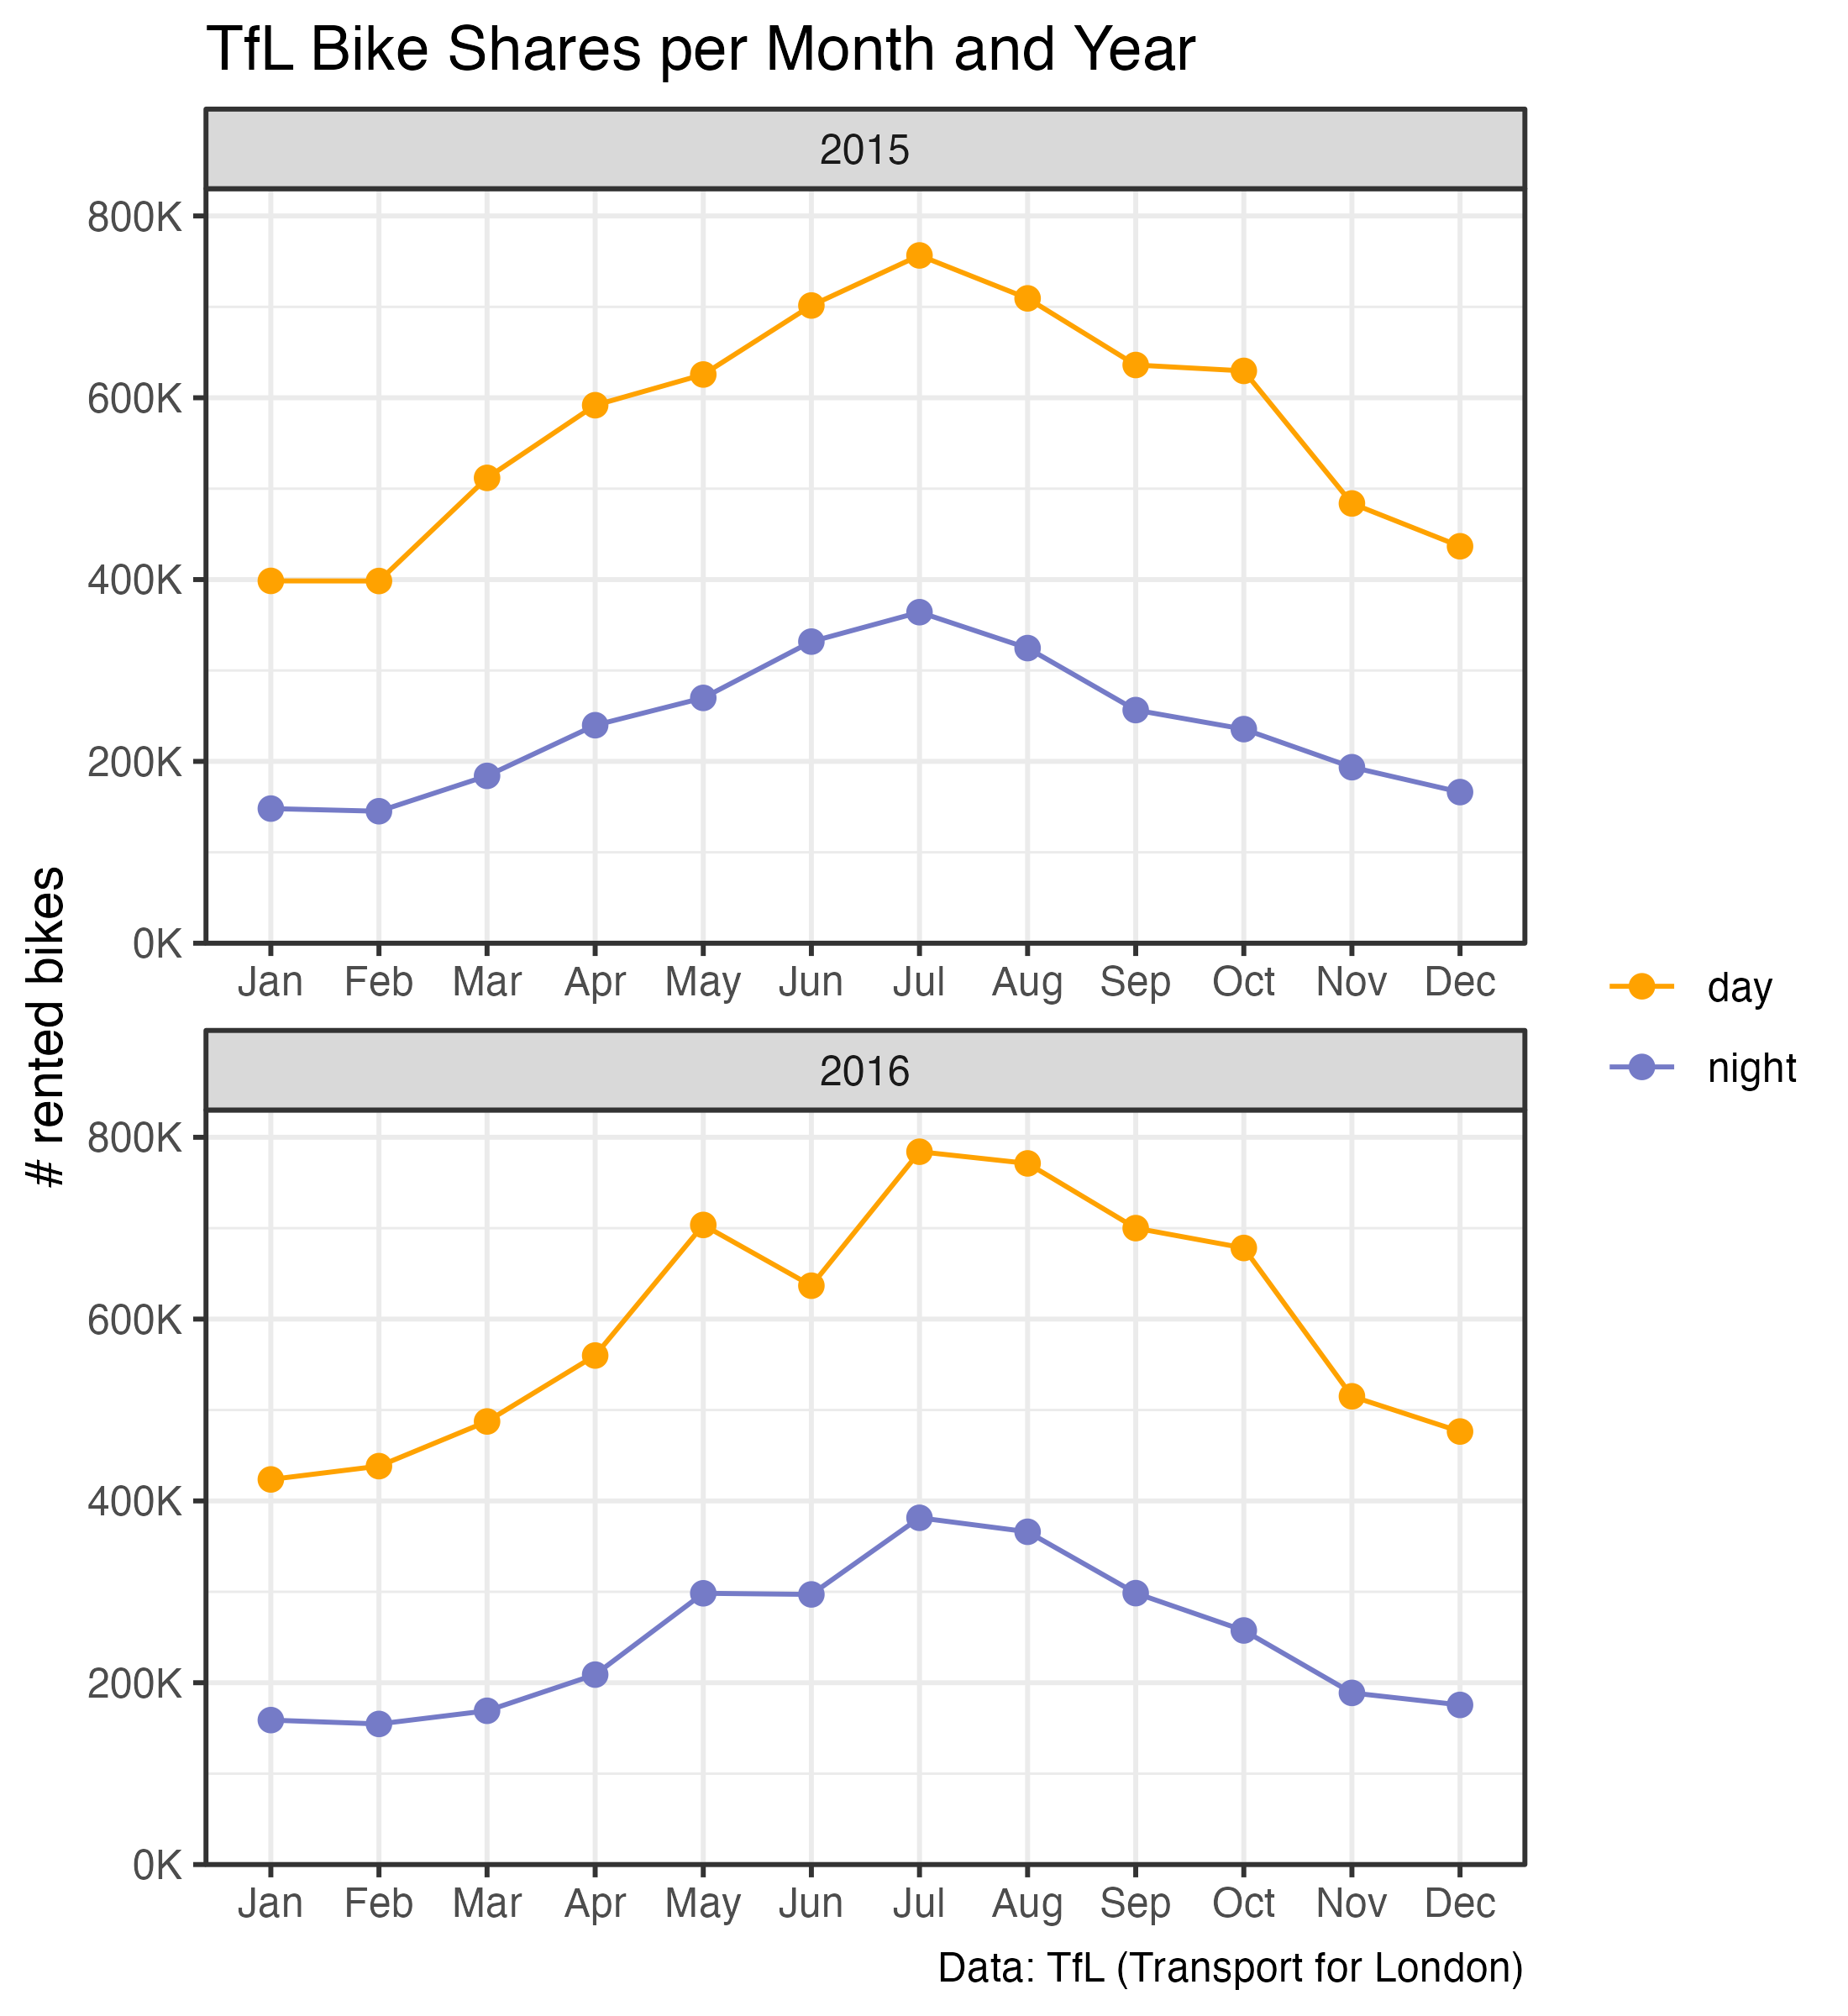 TfL Bike Shares per Month and Year
2015
800K
600K
400K
200K
0K
Jan Feb Mar Apr May Jun Jul Aug Sep Oct Nov Dec
# rented bikes
day
night
2016
800K
600K
400K
200K
0K
Jan Feb Mar Apr May Jun Jul Aug Sep Oct Nov Dec
Data: TfL (Transport for London)